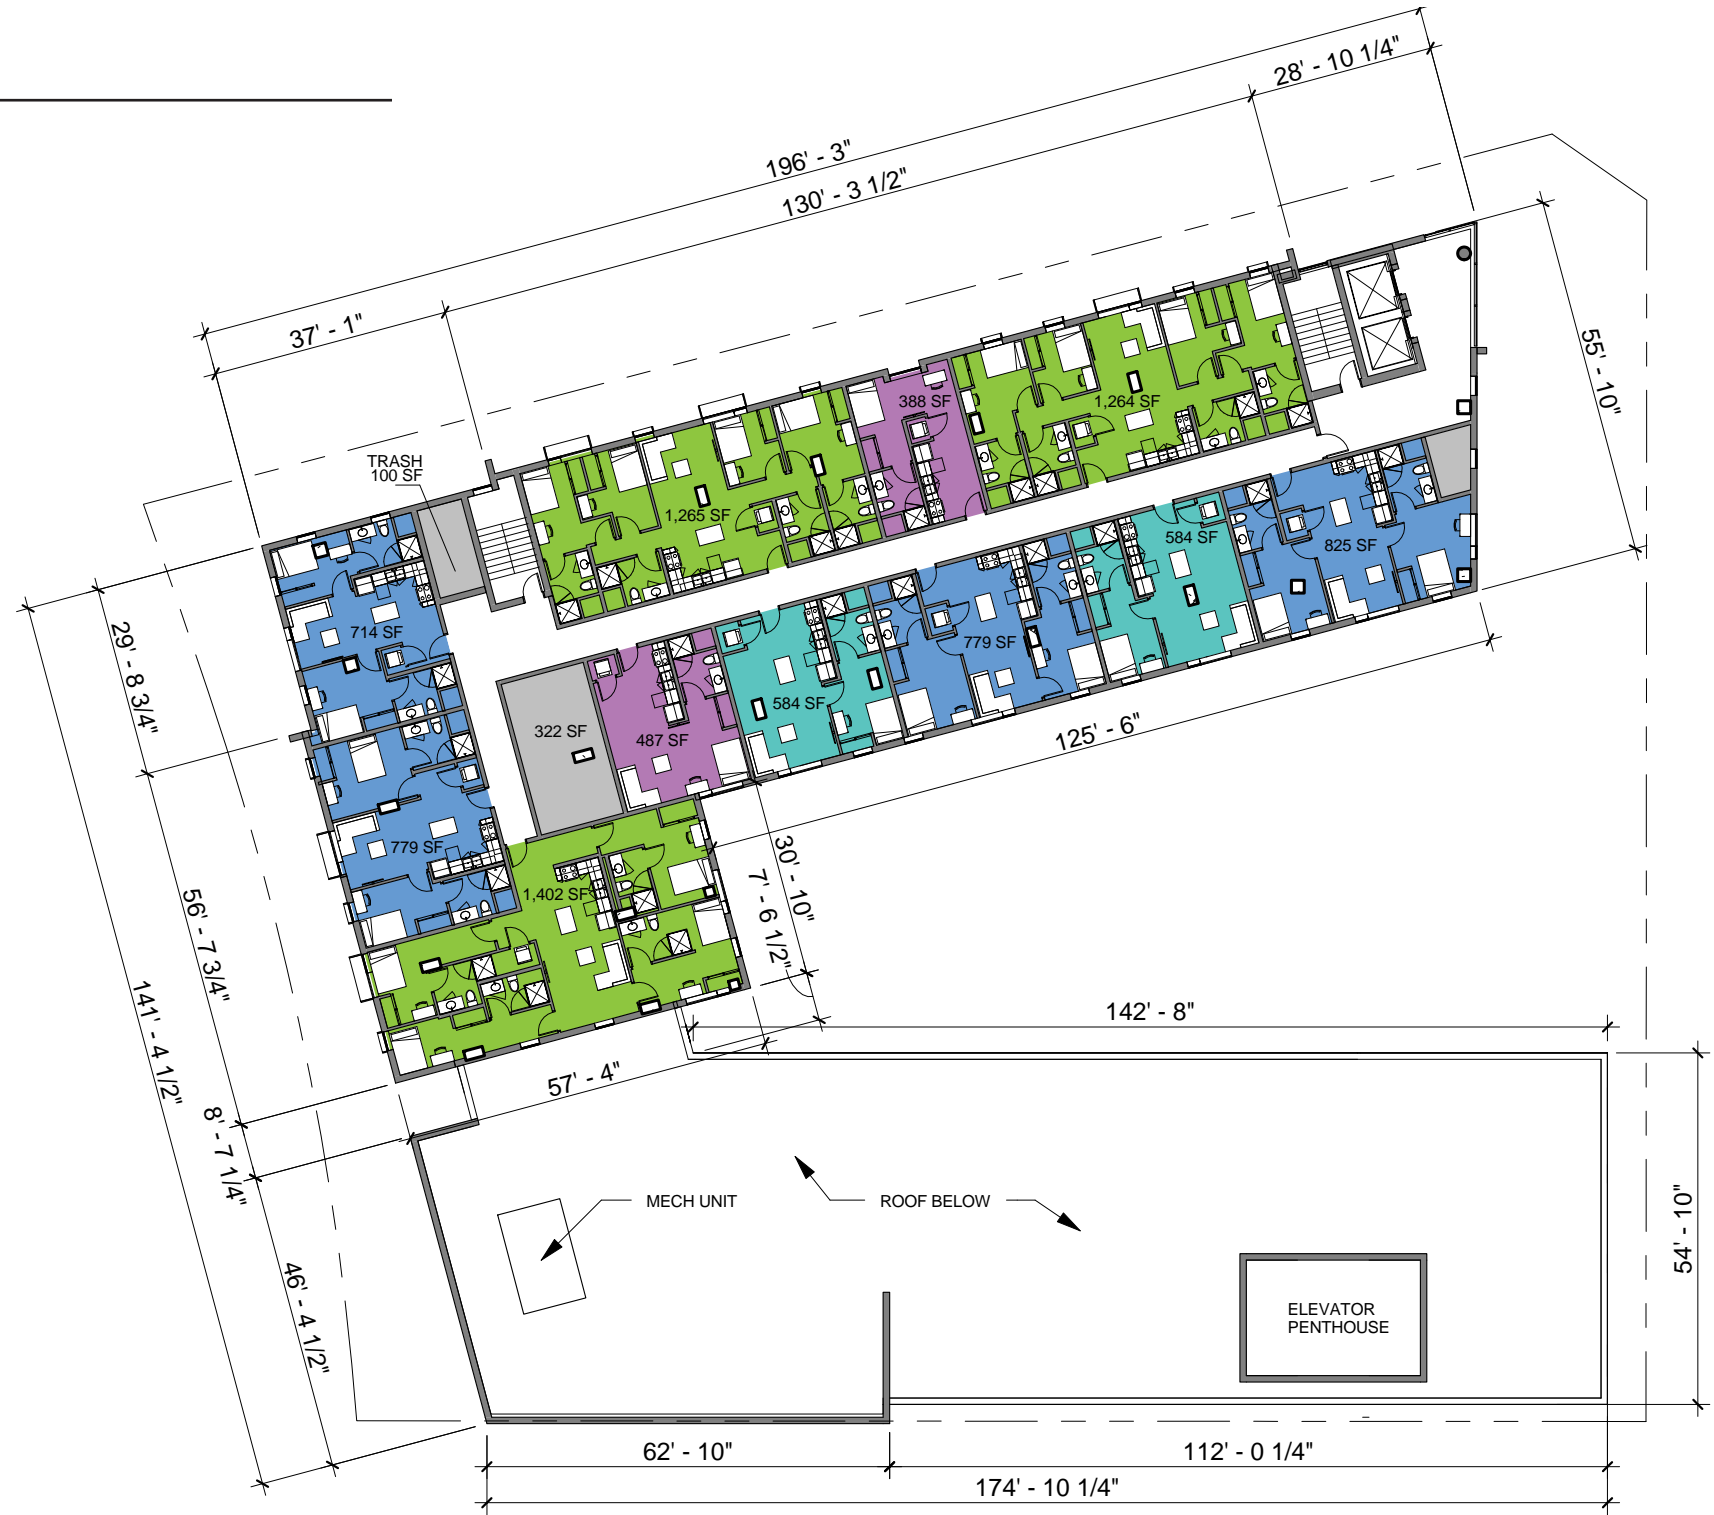 28' - 10 1/4"
196' - 3"
130' - 3 1/2"
37' - 1"
55' - 10"
388 SF
1,264 SF
TRASH
100 SF
1,265 SF
584 SF
825 SF
714 SF
779 SF
29' - 8 3/4"
584 SF
322 SF
487 SF
125' - 6"
779 SF
30' - 10"
1,402 SF
7' - 6 1/2"
56' - 7 3/4"
141' - 4 1/2"
142' - 8"
57' - 4"
8' - 7 1/4"
MECH UNIT
ROOF BELOW
54' - 10"
46' - 4 1/2"
ELEVATOR
PENTHOUSE
62' - 10"
112' - 0 1/4"
174' - 10 1/4"